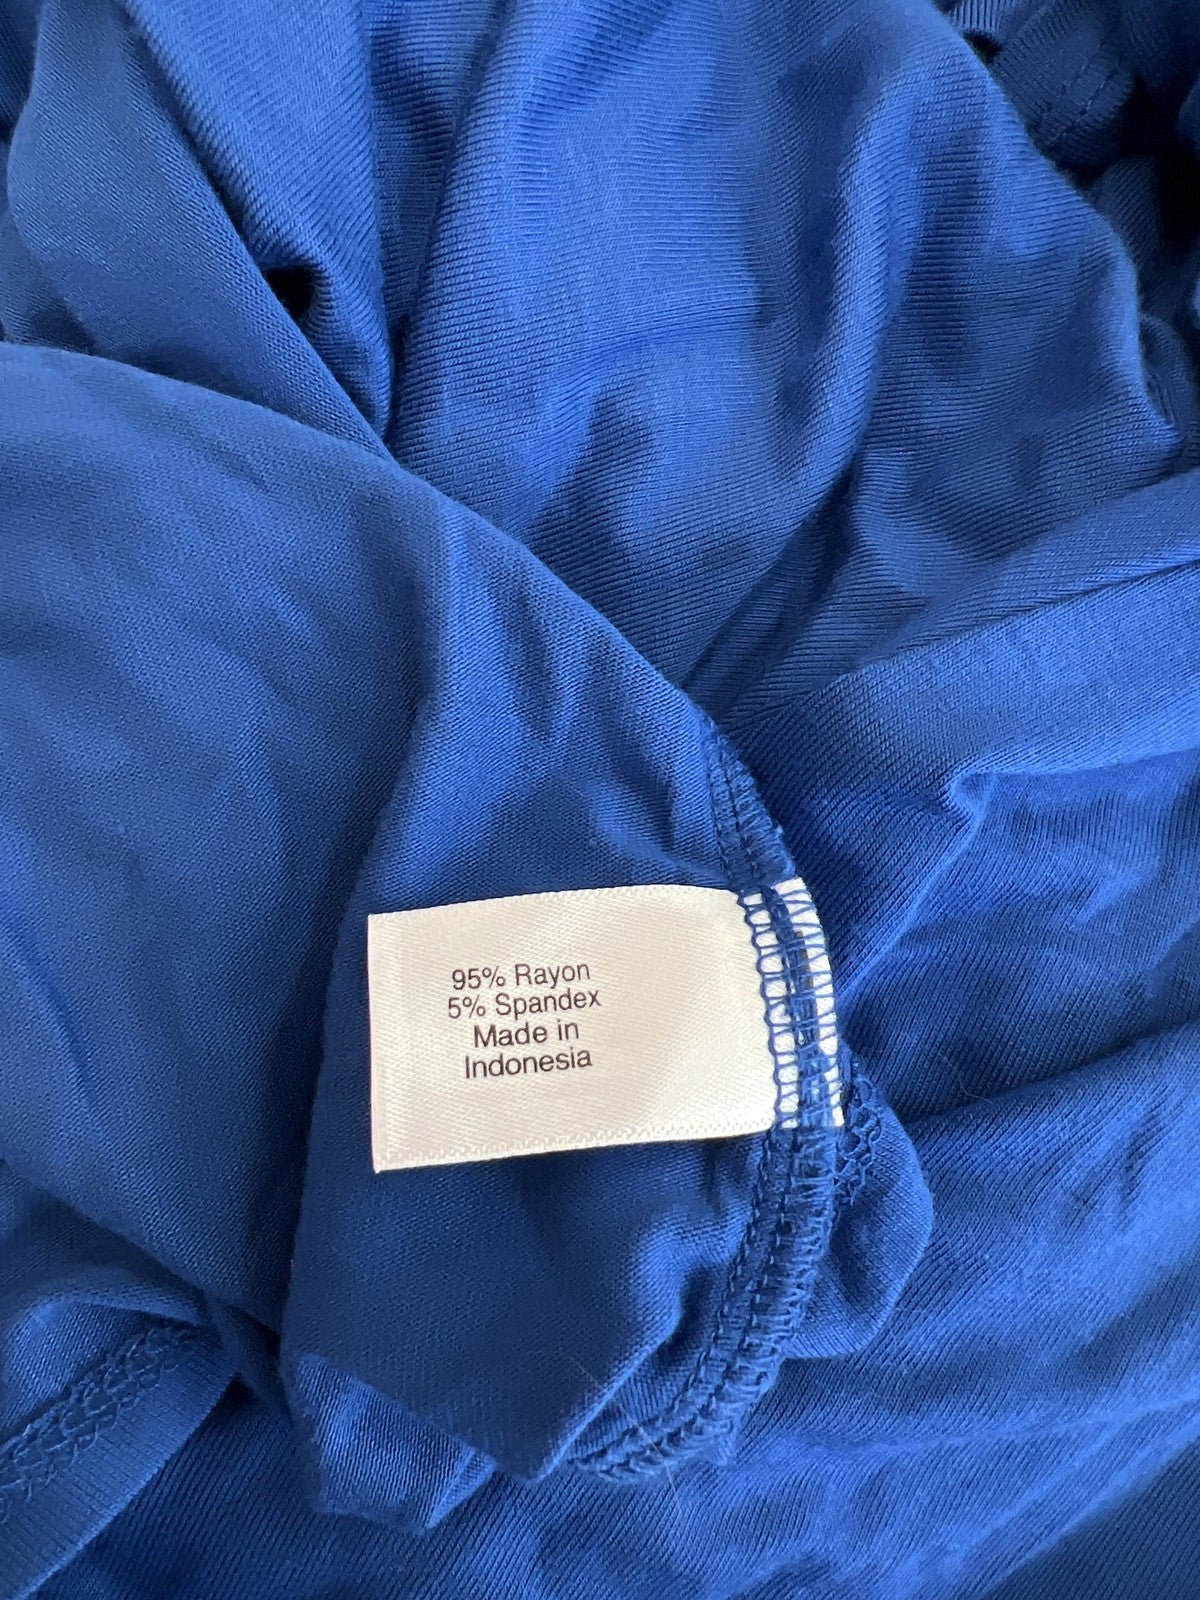 95% Rayon
5% Spandex
Made in
Indonesia